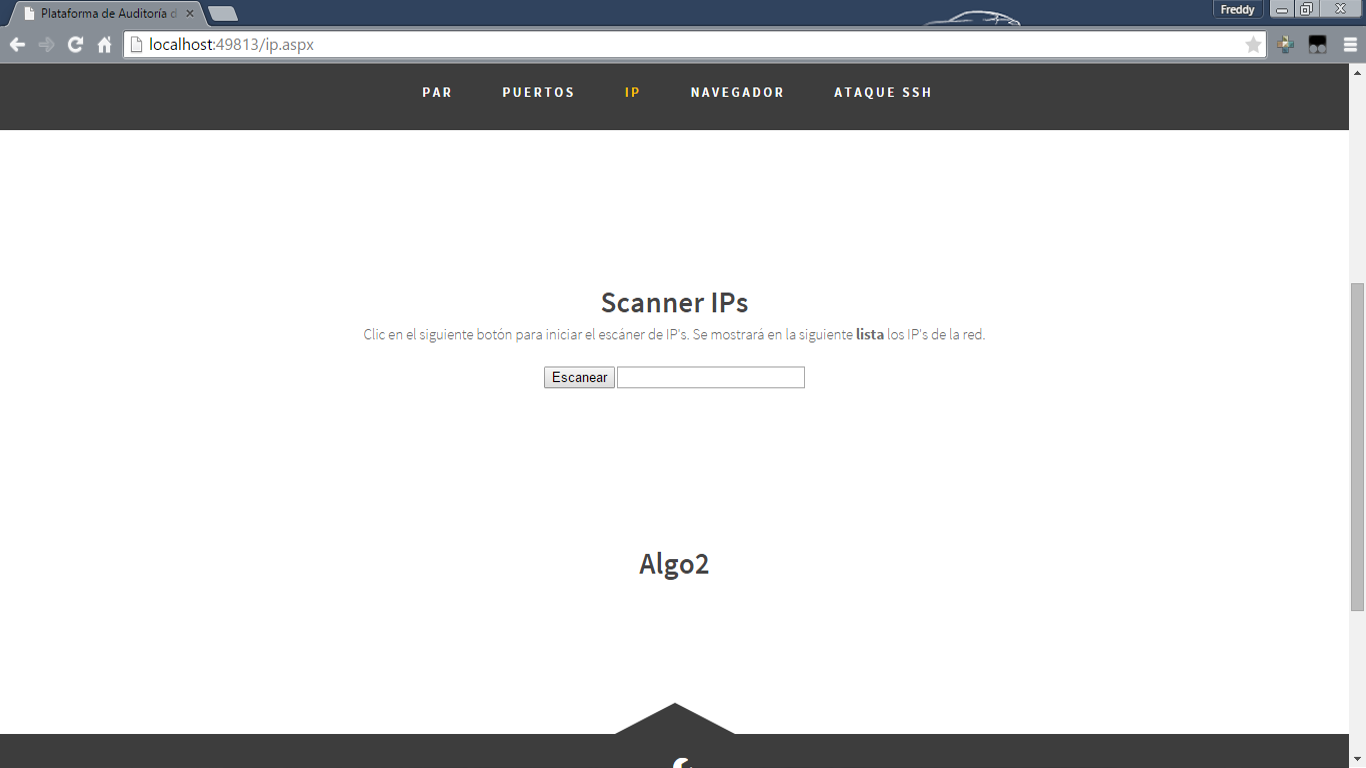 Plataforma de Auditoría d
Freddy
localhost:49813/ip.aspx
PAR PUERTOS IP NAVEGADOR ATAQUE SSH
Scanner IPs
Clic en el siguiente botón para iniciar el escáner de IP's. Se mostrará en la siguiente lista los IP's de la red.
Escanear
Algo2